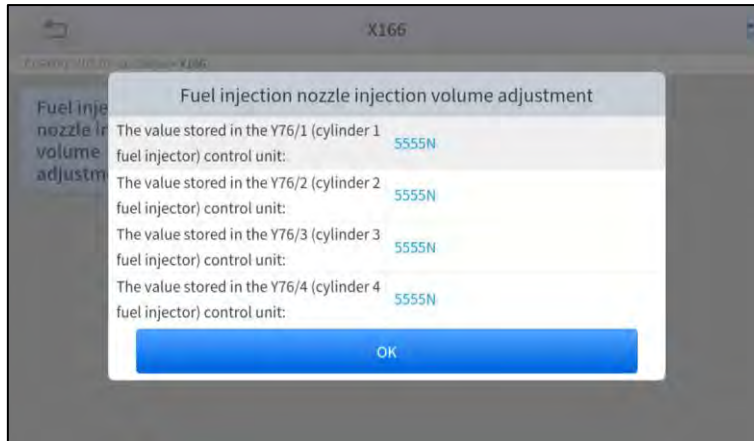 X166
X166
Fuel inje
nozzle in
volume
adjustm
Fuel injection nozzle injection volume adjustment
The value stored in the Y76/1 (cylinder 1
fuel injector) control unit:
5555N
The value stored in the Y76/2 (cylinder 2
fuel injector) control unit:
5555N
The value stored in the Y76/3 (cylinder 3
fuel injector) control unit:
5555N
The value stored in the Y76/4 (cylinder 4
fuel injector) control unit:
5555N
OK